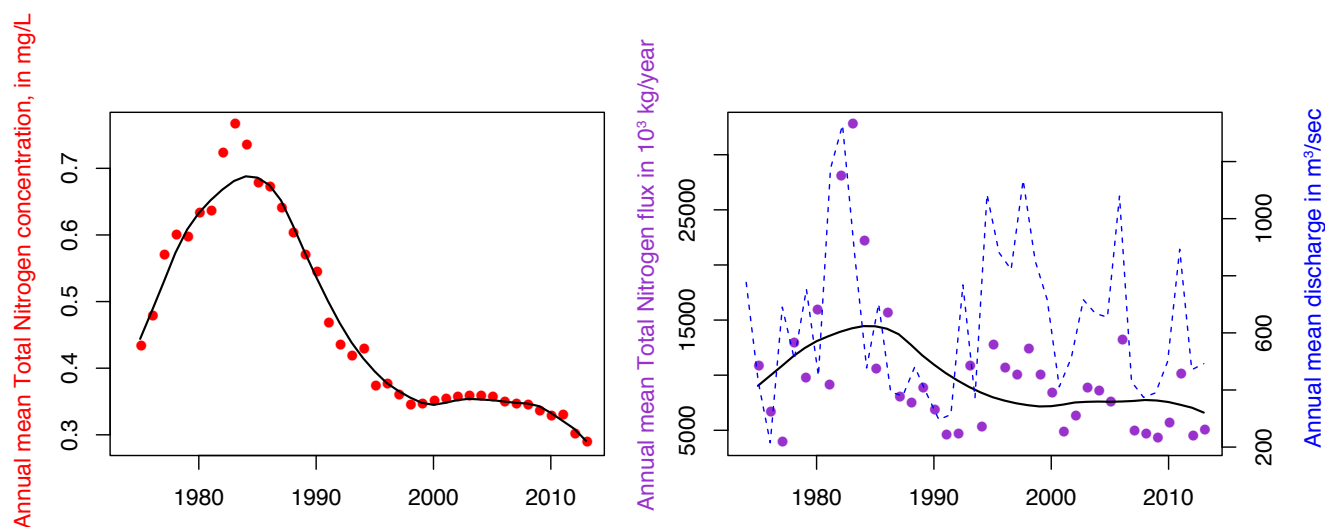 Annual mean Total Nitrogen concentration, in mg/L
0.7
0.6
0.5
0.4
0.3
1980 1990 2000 2010
Annual mean Total Nitrogen flux in 10³ kg/year
25000
15000
5000
1980 1990 2000 2010
1000
600
200
Annual mean discharge in m³/sec